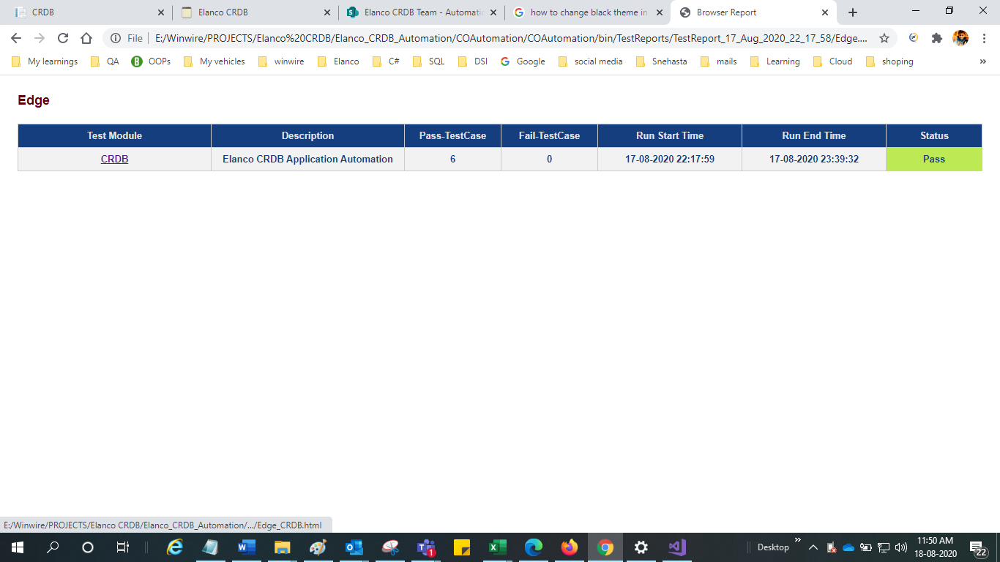 CRDB
Elanco CRDB
Elanco CRDB Team - Automati
how to change black theme in
Browser Report
File
E:/Winwire/PROJECTS/Elanco%20CRDB/Elanco_CRDB_Automation/COAutomation/COAutomation/bin/TestReports/TestReport_17_Aug_2020_22_17_58/Edge....
My learnings QA OOPs My vehicles winwire Elanco C# SQL DSI Google social media Snehasta mails Learning Cloud shoping »
Edge
Test Module Description Pass-TestCase Fail-TestCase Run Start Time Run End Time Status
CRDB Elanco CRDB Application Automation 6 0 17-08-2020 22:17:59 17-08-2020 23:39:32 Pass
E:/Winwire/PROJECTS/Elanco CRDB/Elanco_CRDB_Automation/.../Edge_CRDB.html
Desktop
11:50 AM
18-08-2020
1
22